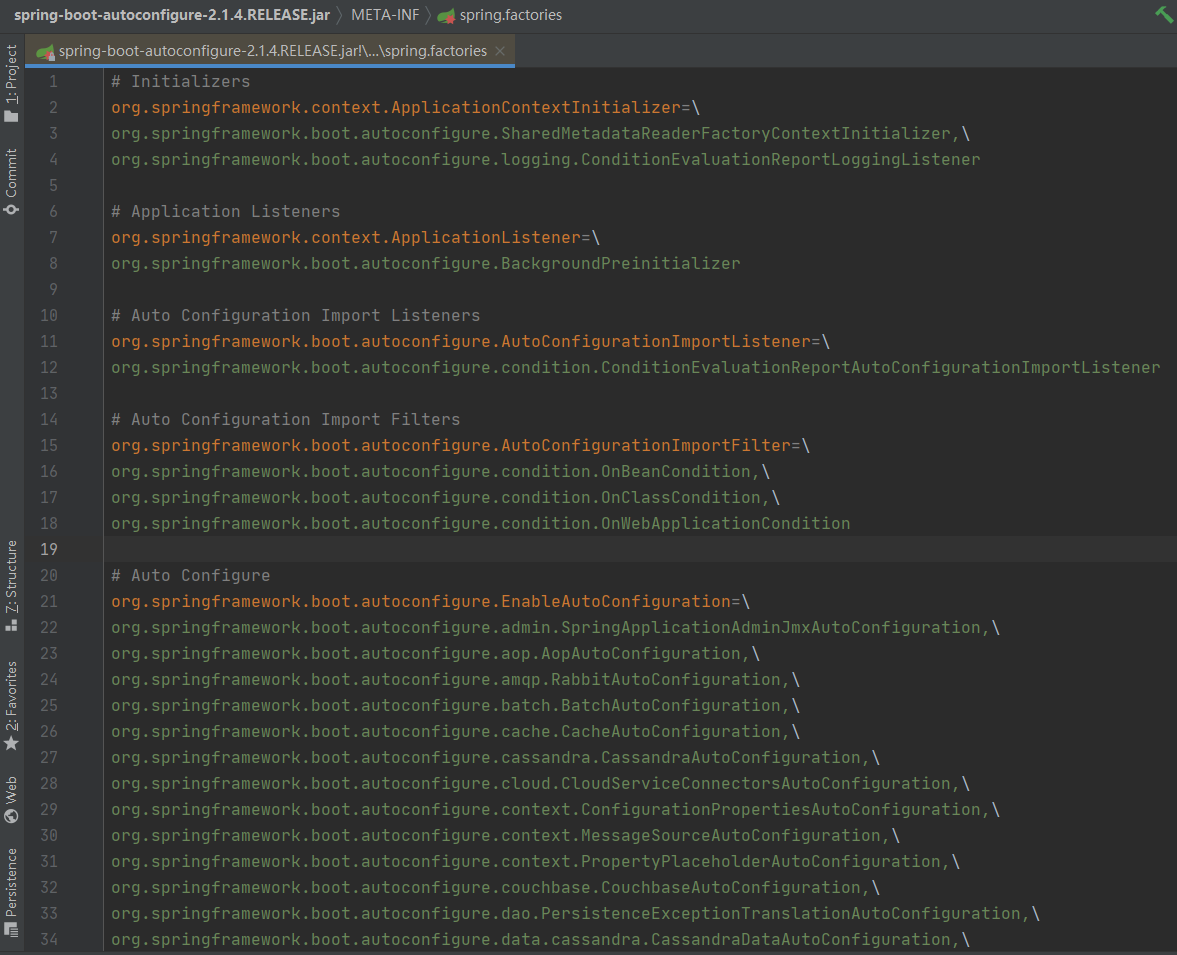 spring-boot-autoconfigure-2.1.4.RELEASE.jar META-INF spring.factories
spring-boot-autoconfigure-2.1.4.RELEASE.jar!\...\spring.factories
1: Project
Commit
7: Structure
2: Favorites
Web
Persistence
1 # Initializers
2 org.springframework.context.ApplicationContextInitializer=\
3 org.springframework.boot.autoconfigure.SharedMetadataReaderFactoryContextInitializer,\
4 org.springframework.boot.autoconfigure.logging.ConditionEvaluationReportLoggingListener
5
6 # Application Listeners
7 org.springframework.context.ApplicationListener=\
8 org.springframework.boot.autoconfigure.BackgroundPreinitializer
9
10 # Auto Configuration Import Listeners
11 org.springframework.boot.autoconfigure.AutoConfigurationImportListener=\
12 org.springframework.boot.autoconfigure.condition.ConditionEvaluationReportAutoConfigurationImportListener
13
14 # Auto Configuration Import Filters
15 org.springframework.boot.autoconfigure.AutoConfigurationImportFilter=\
16 org.springframework.boot.autoconfigure.condition.OnBeanCondition,\
17 org.springframework.boot.autoconfigure.condition.OnClassCondition,\
18 org.springframework.boot.autoconfigure.condition.OnWebApplicationCondition
19
20 # Auto Configure
21 org.springframework.boot.autoconfigure.EnableAutoConfiguration=\
22 org.springframework.boot.autoconfigure.admin.SpringApplicationAdminJmxAutoConfiguration,\
23 org.springframework.boot.autoconfigure.aop.AopAutoConfiguration,\
24 org.springframework.boot.autoconfigure.amqp.RabbitAutoConfiguration,\
25 org.springframework.boot.autoconfigure.batch.BatchAutoConfiguration,\
26 org.springframework.boot.autoconfigure.cache.CacheAutoConfiguration,\
27 org.springframework.boot.autoconfigure.cassandra.CassandraAutoConfiguration,\
28 org.springframework.boot.autoconfigure.cloud.CloudServiceConnectorsAutoConfiguration,\
29 org.springframework.boot.autoconfigure.context.ConfigurationPropertiesAutoConfiguration,\
30 org.springframework.boot.autoconfigure.context.MessageSourceAutoConfiguration,\
31 org.springframework.boot.autoconfigure.context.PropertyPlaceholderAutoConfiguration,\
32 org.springframework.boot.autoconfigure.couchbase.CouchbaseAutoConfiguration,\
33 org.springframework.boot.autoconfigure.dao.PersistenceExceptionTranslationAutoConfiguration,\
34 org.springframework.boot.autoconfigure.data.cassandra.CassandraDataAutoConfiguration,\